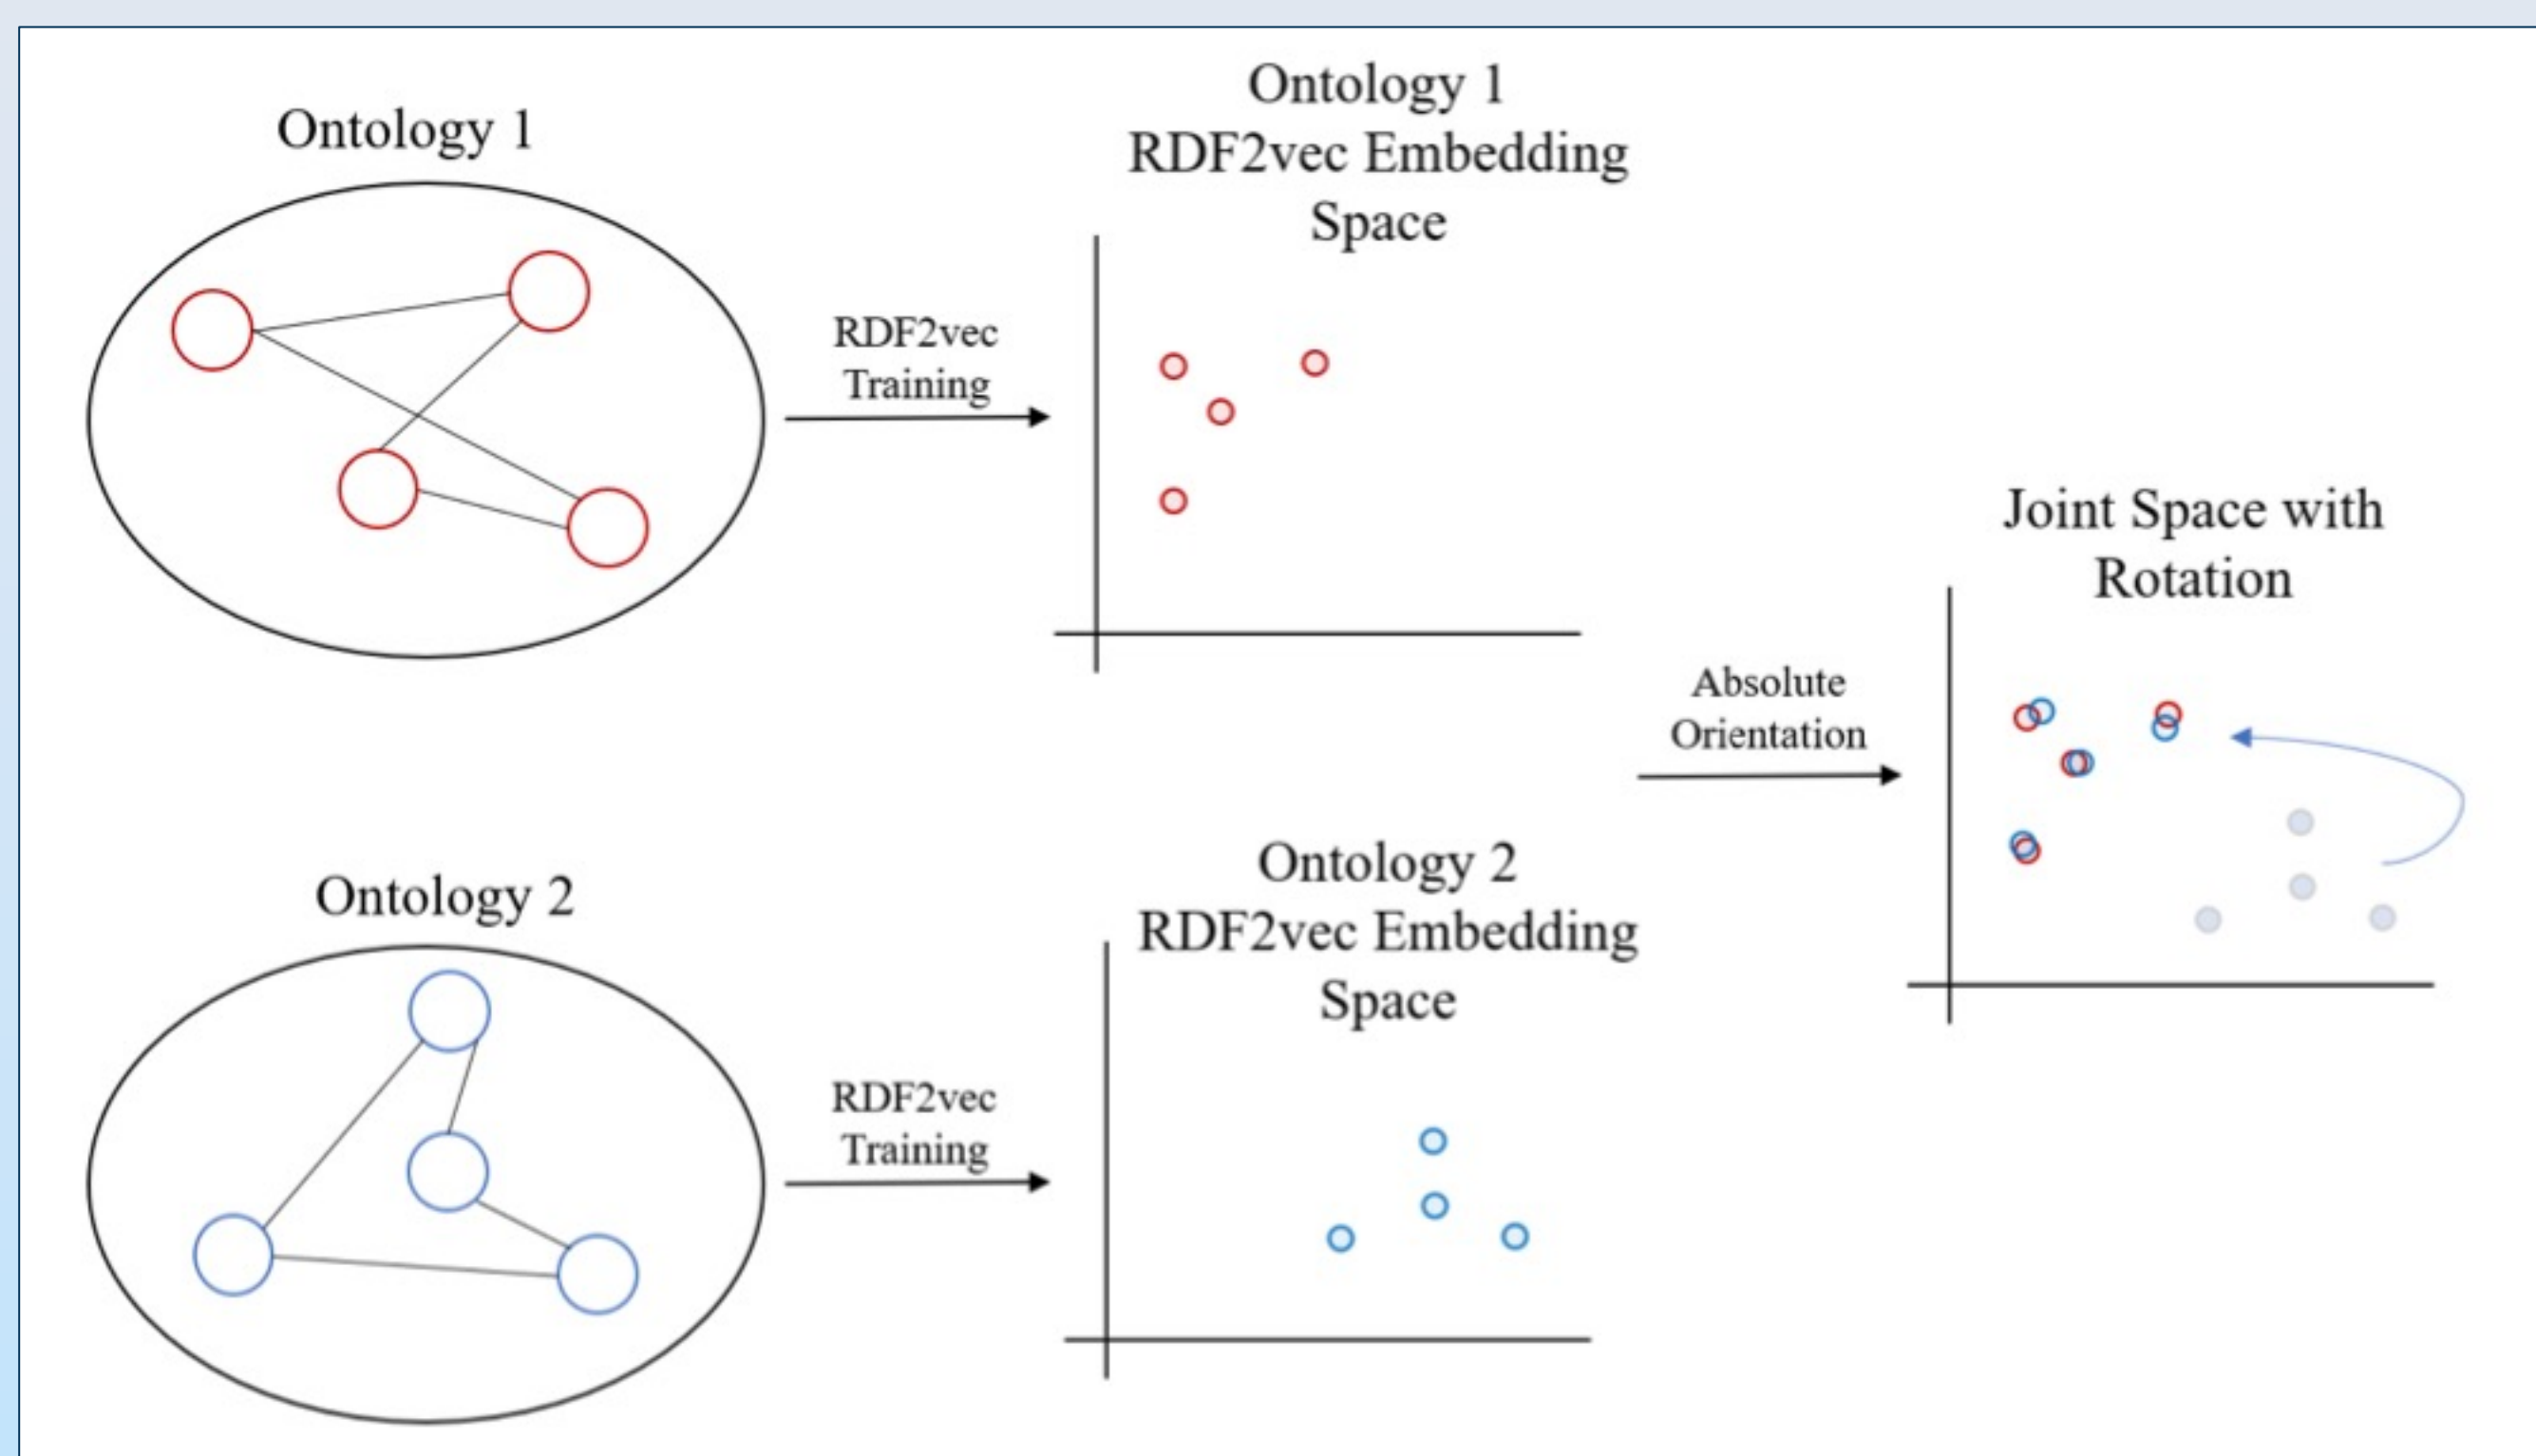 Ontology 1
RDF2vec
Training
Ontology 1
RDF2vec Embedding
Space
Ontology 2
RDF2vec
Training
Ontology 2
RDF2vec Embedding
Space
Absolute
Orientation
Joint Space with
Rotation